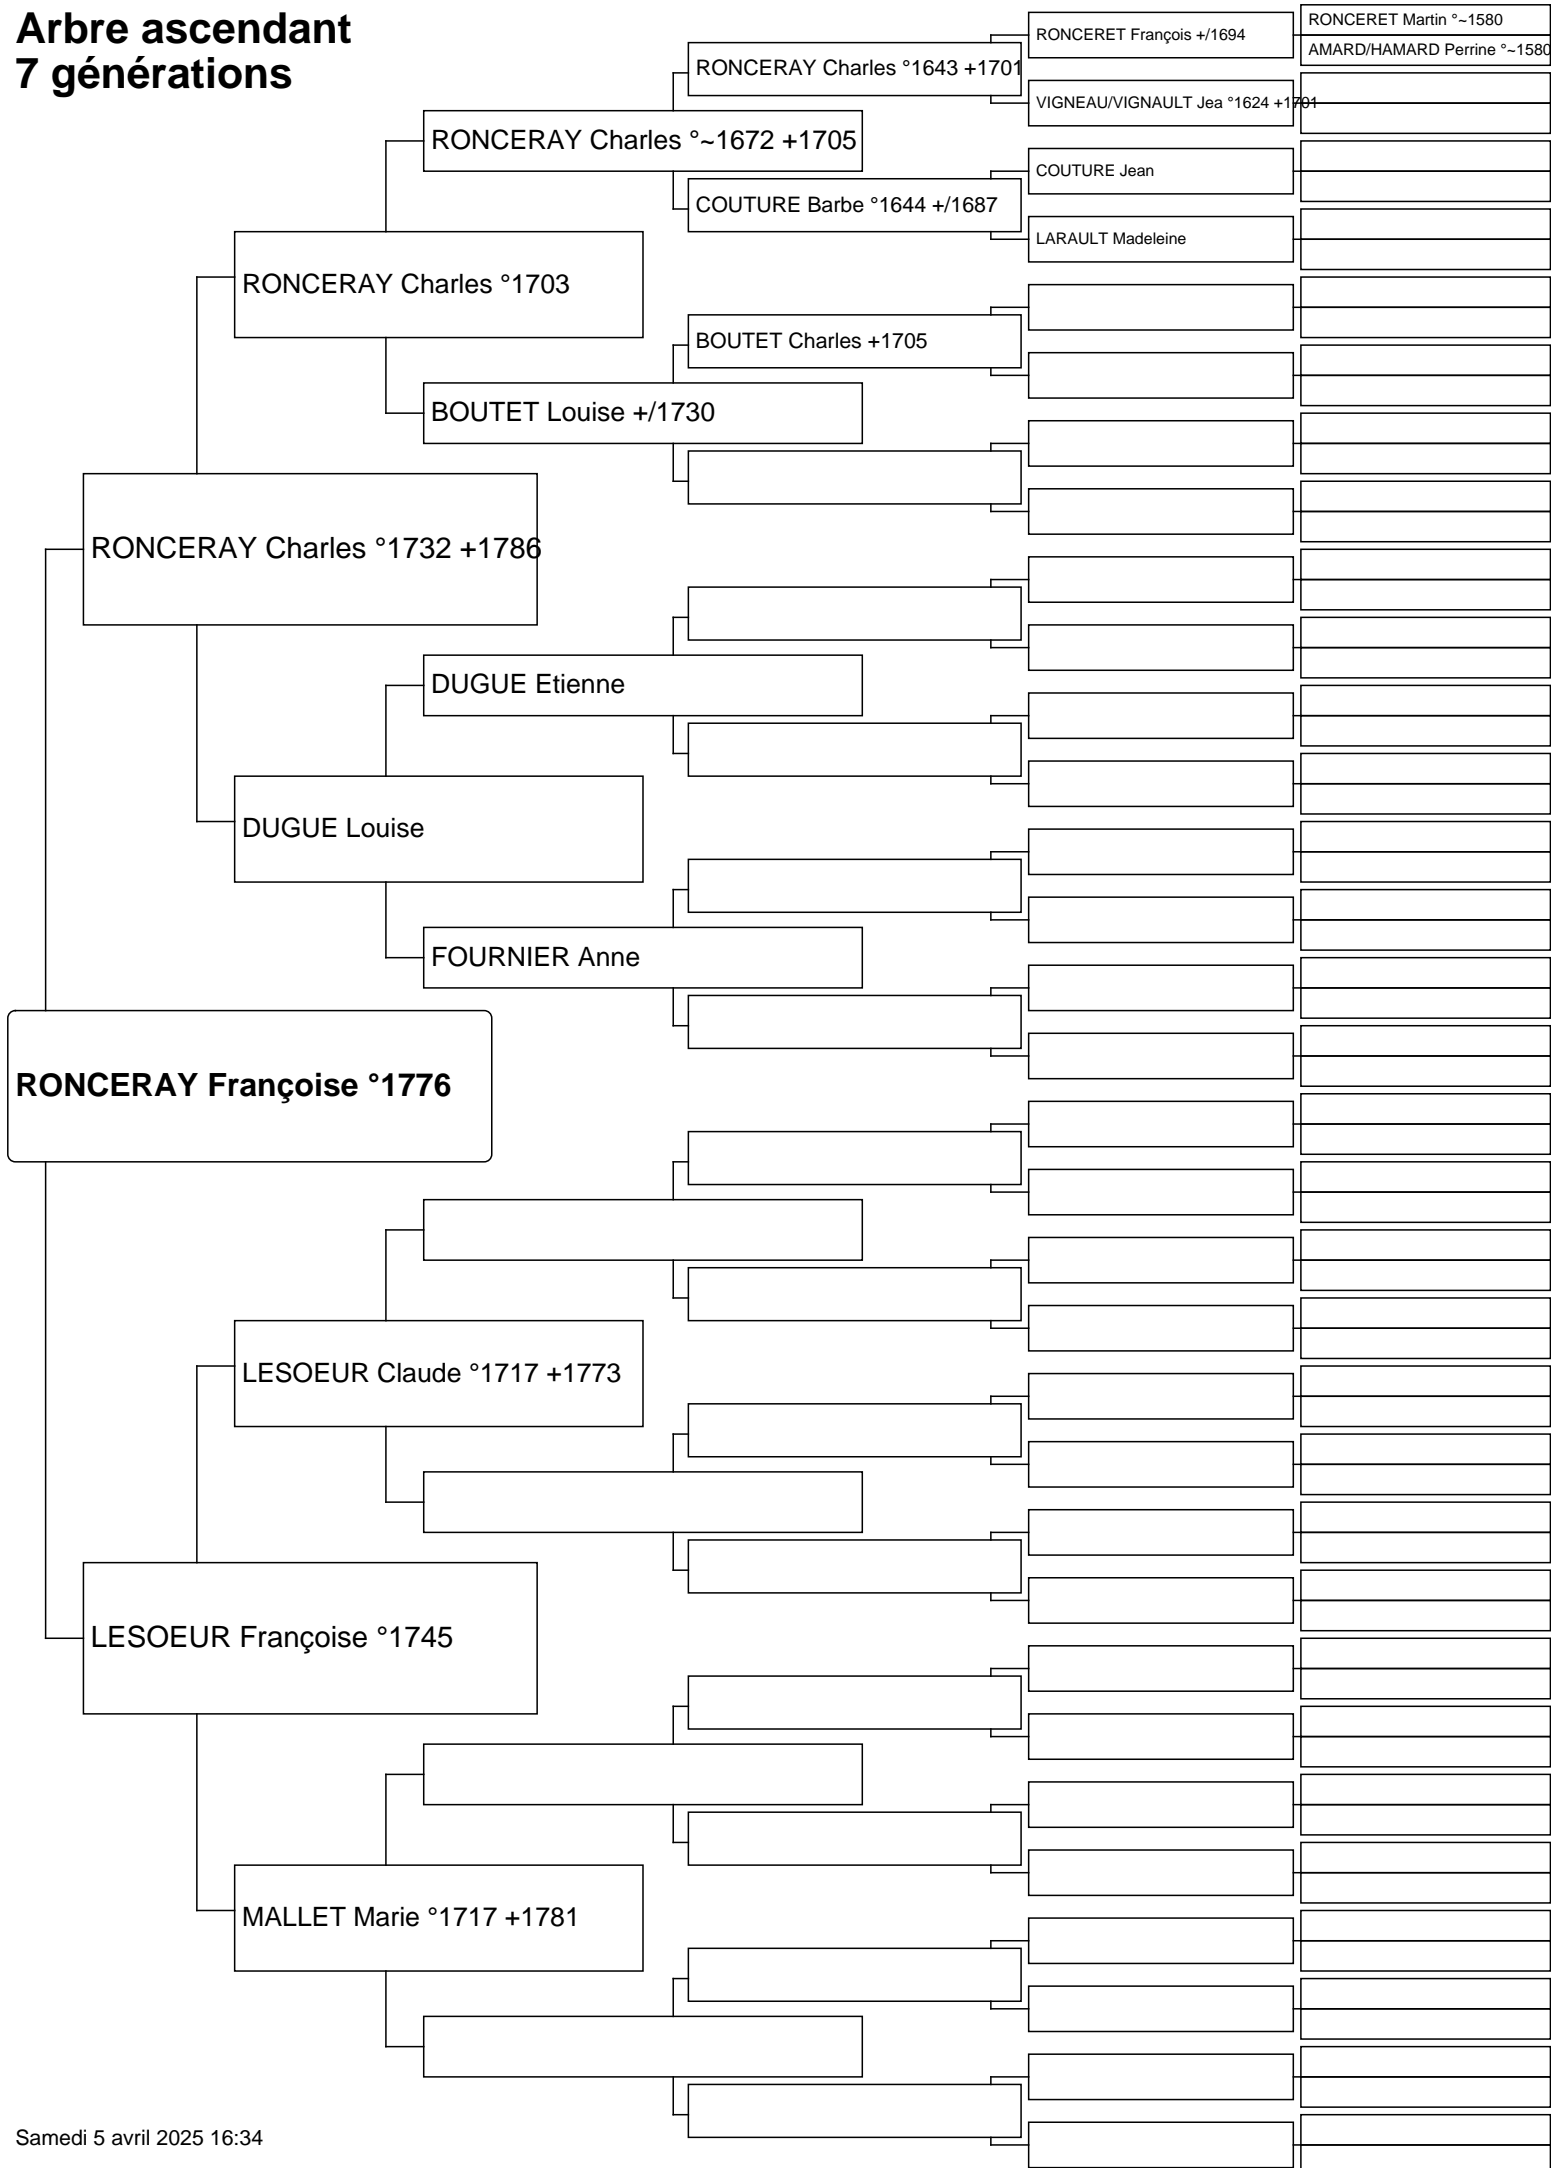 Arbre ascendant
7 générations
RONCERET Martin °~1580
RONCERET François +/1694
AMARD/HAMARD Perrine °~1580
RONCERAY Charles °1643 +1701
VIGNEAU/VIGNAULT Jea °1624 +1701
RONCERAY Charles °~1672 +1705
COUTURE Jean
COUTURE Barbe °1644 +/1687
LARAULT Madeleine
RONCERAY Charles °1703
BOUTET Charles +1705
BOUTET Louise +/1730
RONCERAY Charles °1732 +1786
DUGUE Etienne
DUGUE Louise
FOURNIER Anne
RONCERAY Françoise °1776
LESOEUR Claude °1717 +1773
LESOEUR Françoise °1745
MALLET Marie °1717 +1781
Samedi 5 avril 2025 16:34